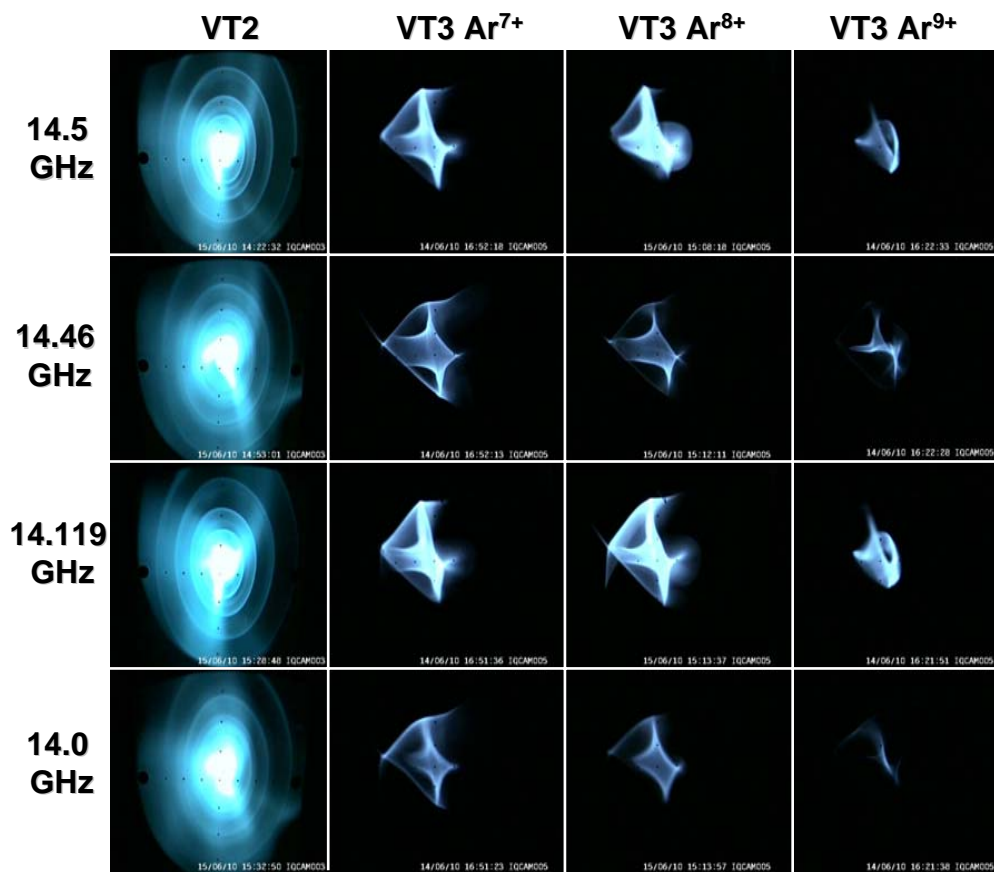 VT2 VT3 Ar7+ VT3 Ar8+ VT3 Ar9+
14.5
GHz
15/06/10 14:22:32 IQCAM003 14/06/10 16:52:18 IQCAM005 15/06/10 15:08:18 IQCAM005 14/06/10 16:22:33 IQCAM005
14.46
GHz
15/06/10 14:53:01 IQCAM003 14/06/10 16:52:13 IQCAM005 15/06/10 15:12:11 IQCAM005 14/06/10 16:22:28 IQCAM005
14.119
GHz
15/06/10 15:28:48 IQCAM003 14/06/10 16:51:36 IQCAM005 15/06/10 15:13:37 IQCAM005 14/06/10 16:21:51 IQCAM005
14.0
GHz
15/06/10 15:32:50 IQCAM003 14/06/10 16:51:23 IQCAM005 15/06/10 15:13:57 IQCAM005 14/06/10 16:21:38 IQCAM005